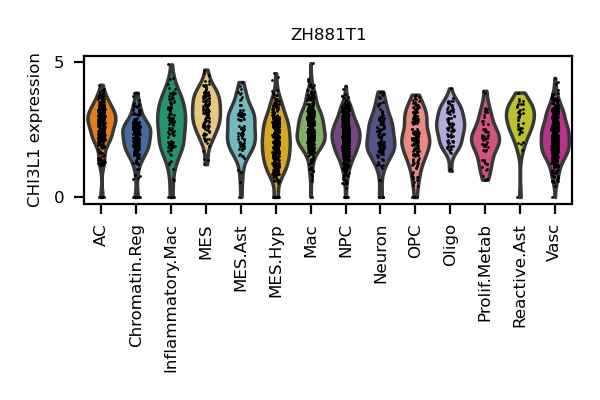 ZH881T1
CHI3L1 expression
5
0
AC
Chromatin.Reg
Inflammatory.Mac
MES
MES.Ast
MES.Hyp
Mac
NPC
Neuron
OPC
Oligo
Prolif.Metab
Reactive.Ast
Vasc